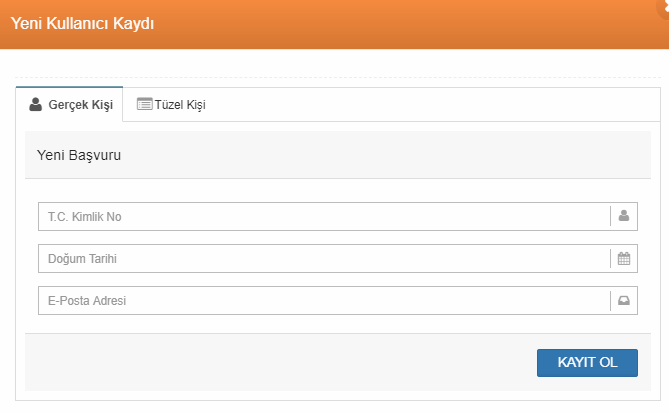 Yeni Kullanıcı Kaydı
Gerçek Kişi Tüzel Kişi
Yeni Başvuru
T.C. Kimlik No
Doğum Tarihi
E-Posta Adresi
KAYIT OL